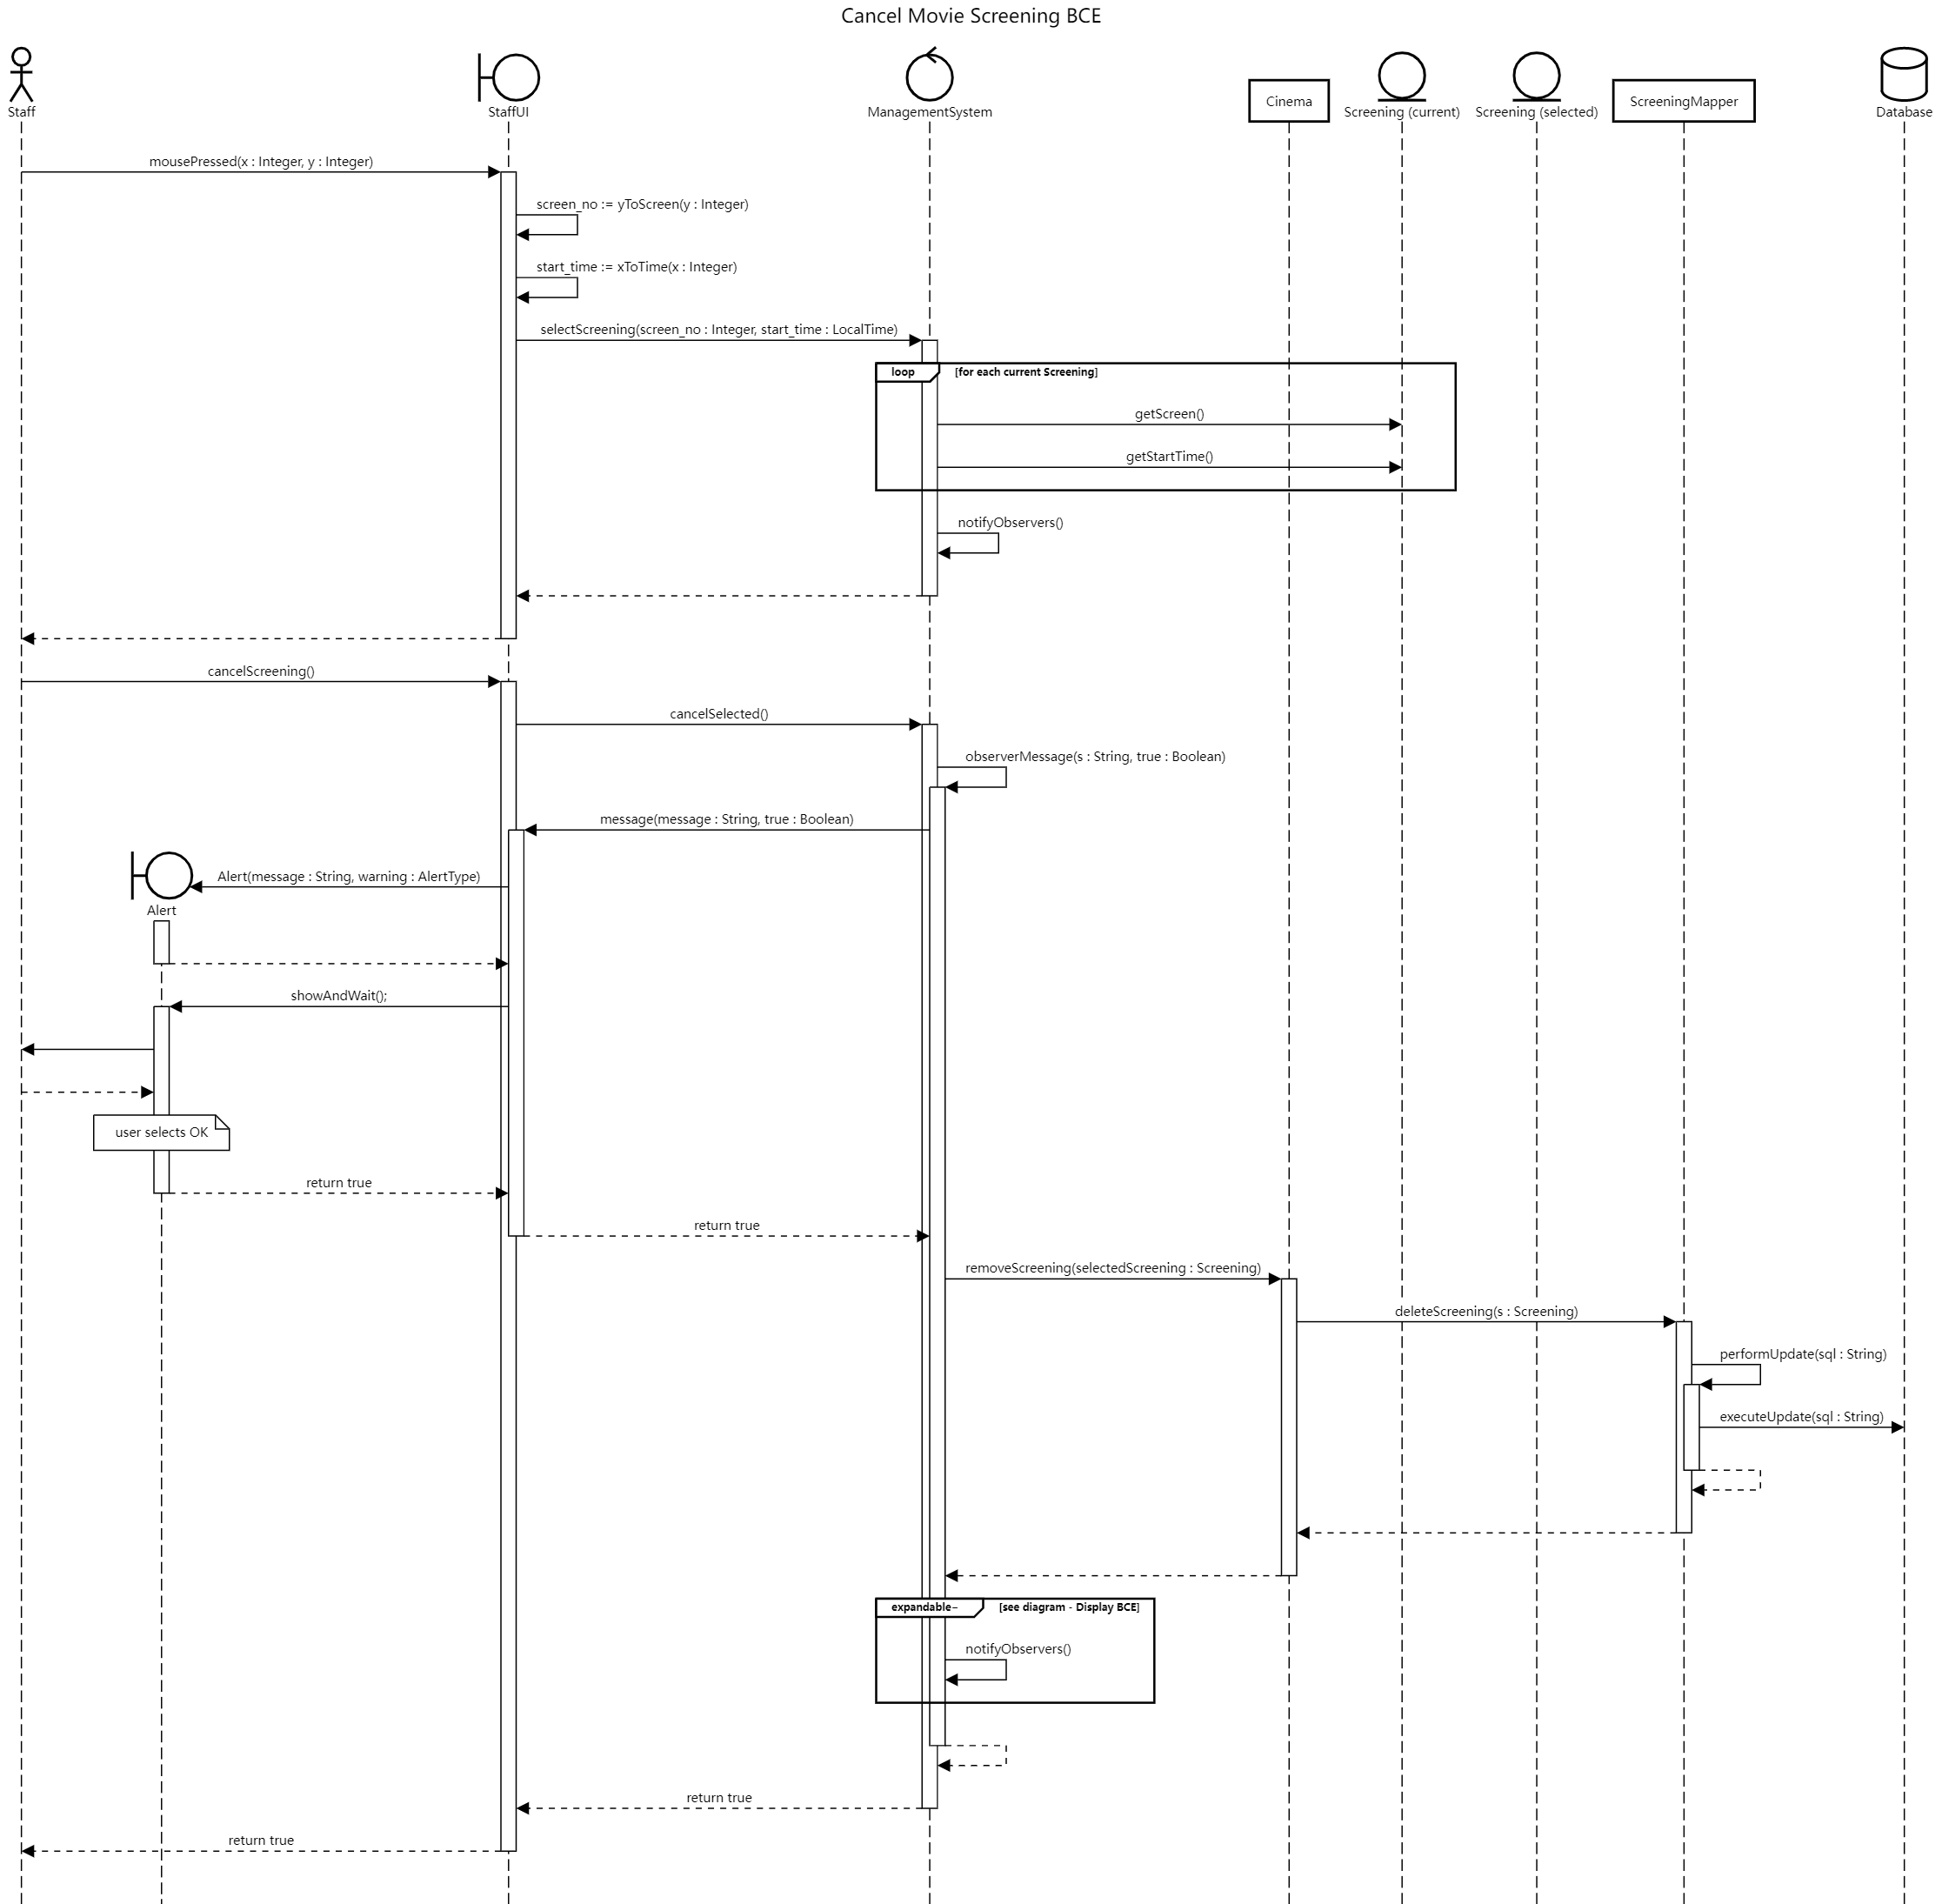 Cancel Movie Screening BCE
Staff
StaffUI
ManagementSystem
Cinema
Screening (current)
Screening (selected)
ScreeningMapper
Database
mousePressed(x : Integer, y : Integer)
screen_no := yToScreen(y : Integer)
start_time := xToTime(x : Integer)
selectScreening(screen_no : Integer, start_time : LocalTime)
loop
[for each current Screening]
getScreen()
getStartTime()
notifyObservers()
cancelScreening()
cancelSelected()
observerMessage(s : String, true : Boolean)
message(message : String, true : Boolean)
Alert(message : String, warning : AlertType)
Alert
showAndWait();
user selects OK
return true
return true
removeScreening(selectedScreening : Screening)
deleteScreening(s : Screening)
performUpdate(sql : String)
executeUpdate(sql : String)
expandable−
[see diagram - Display BCE]
notifyObservers()
return true
return true